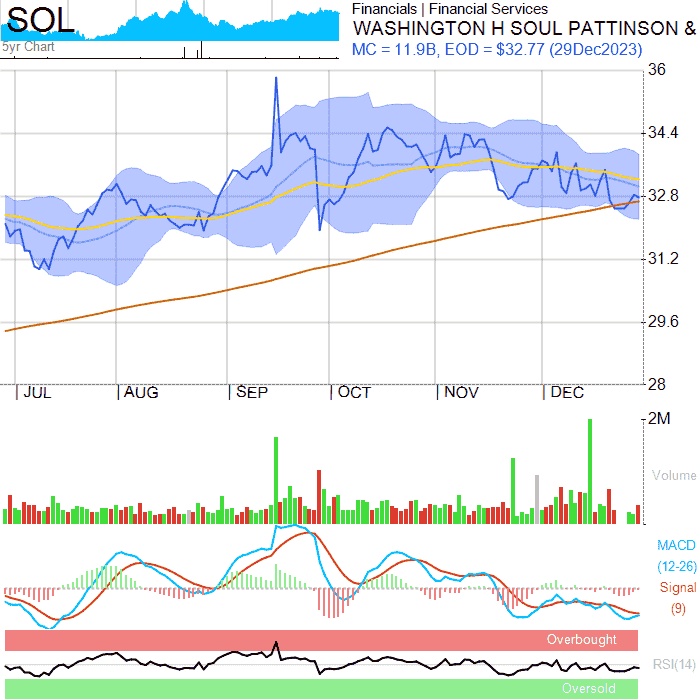 SOL
5yr Chart
Financials | Financial Services
WASHINGTON H SOUL PATTINSON &
MC = 11.9B, EOD = $32.77 (29Dec2023)
36
34.4
32.8
31.2
29.6
28
JUL AUG SEP OCT NOV DEC
2M
Volume
MACD
(12-26)
Signal
(9)
Overbought
RSI(14)
Oversold